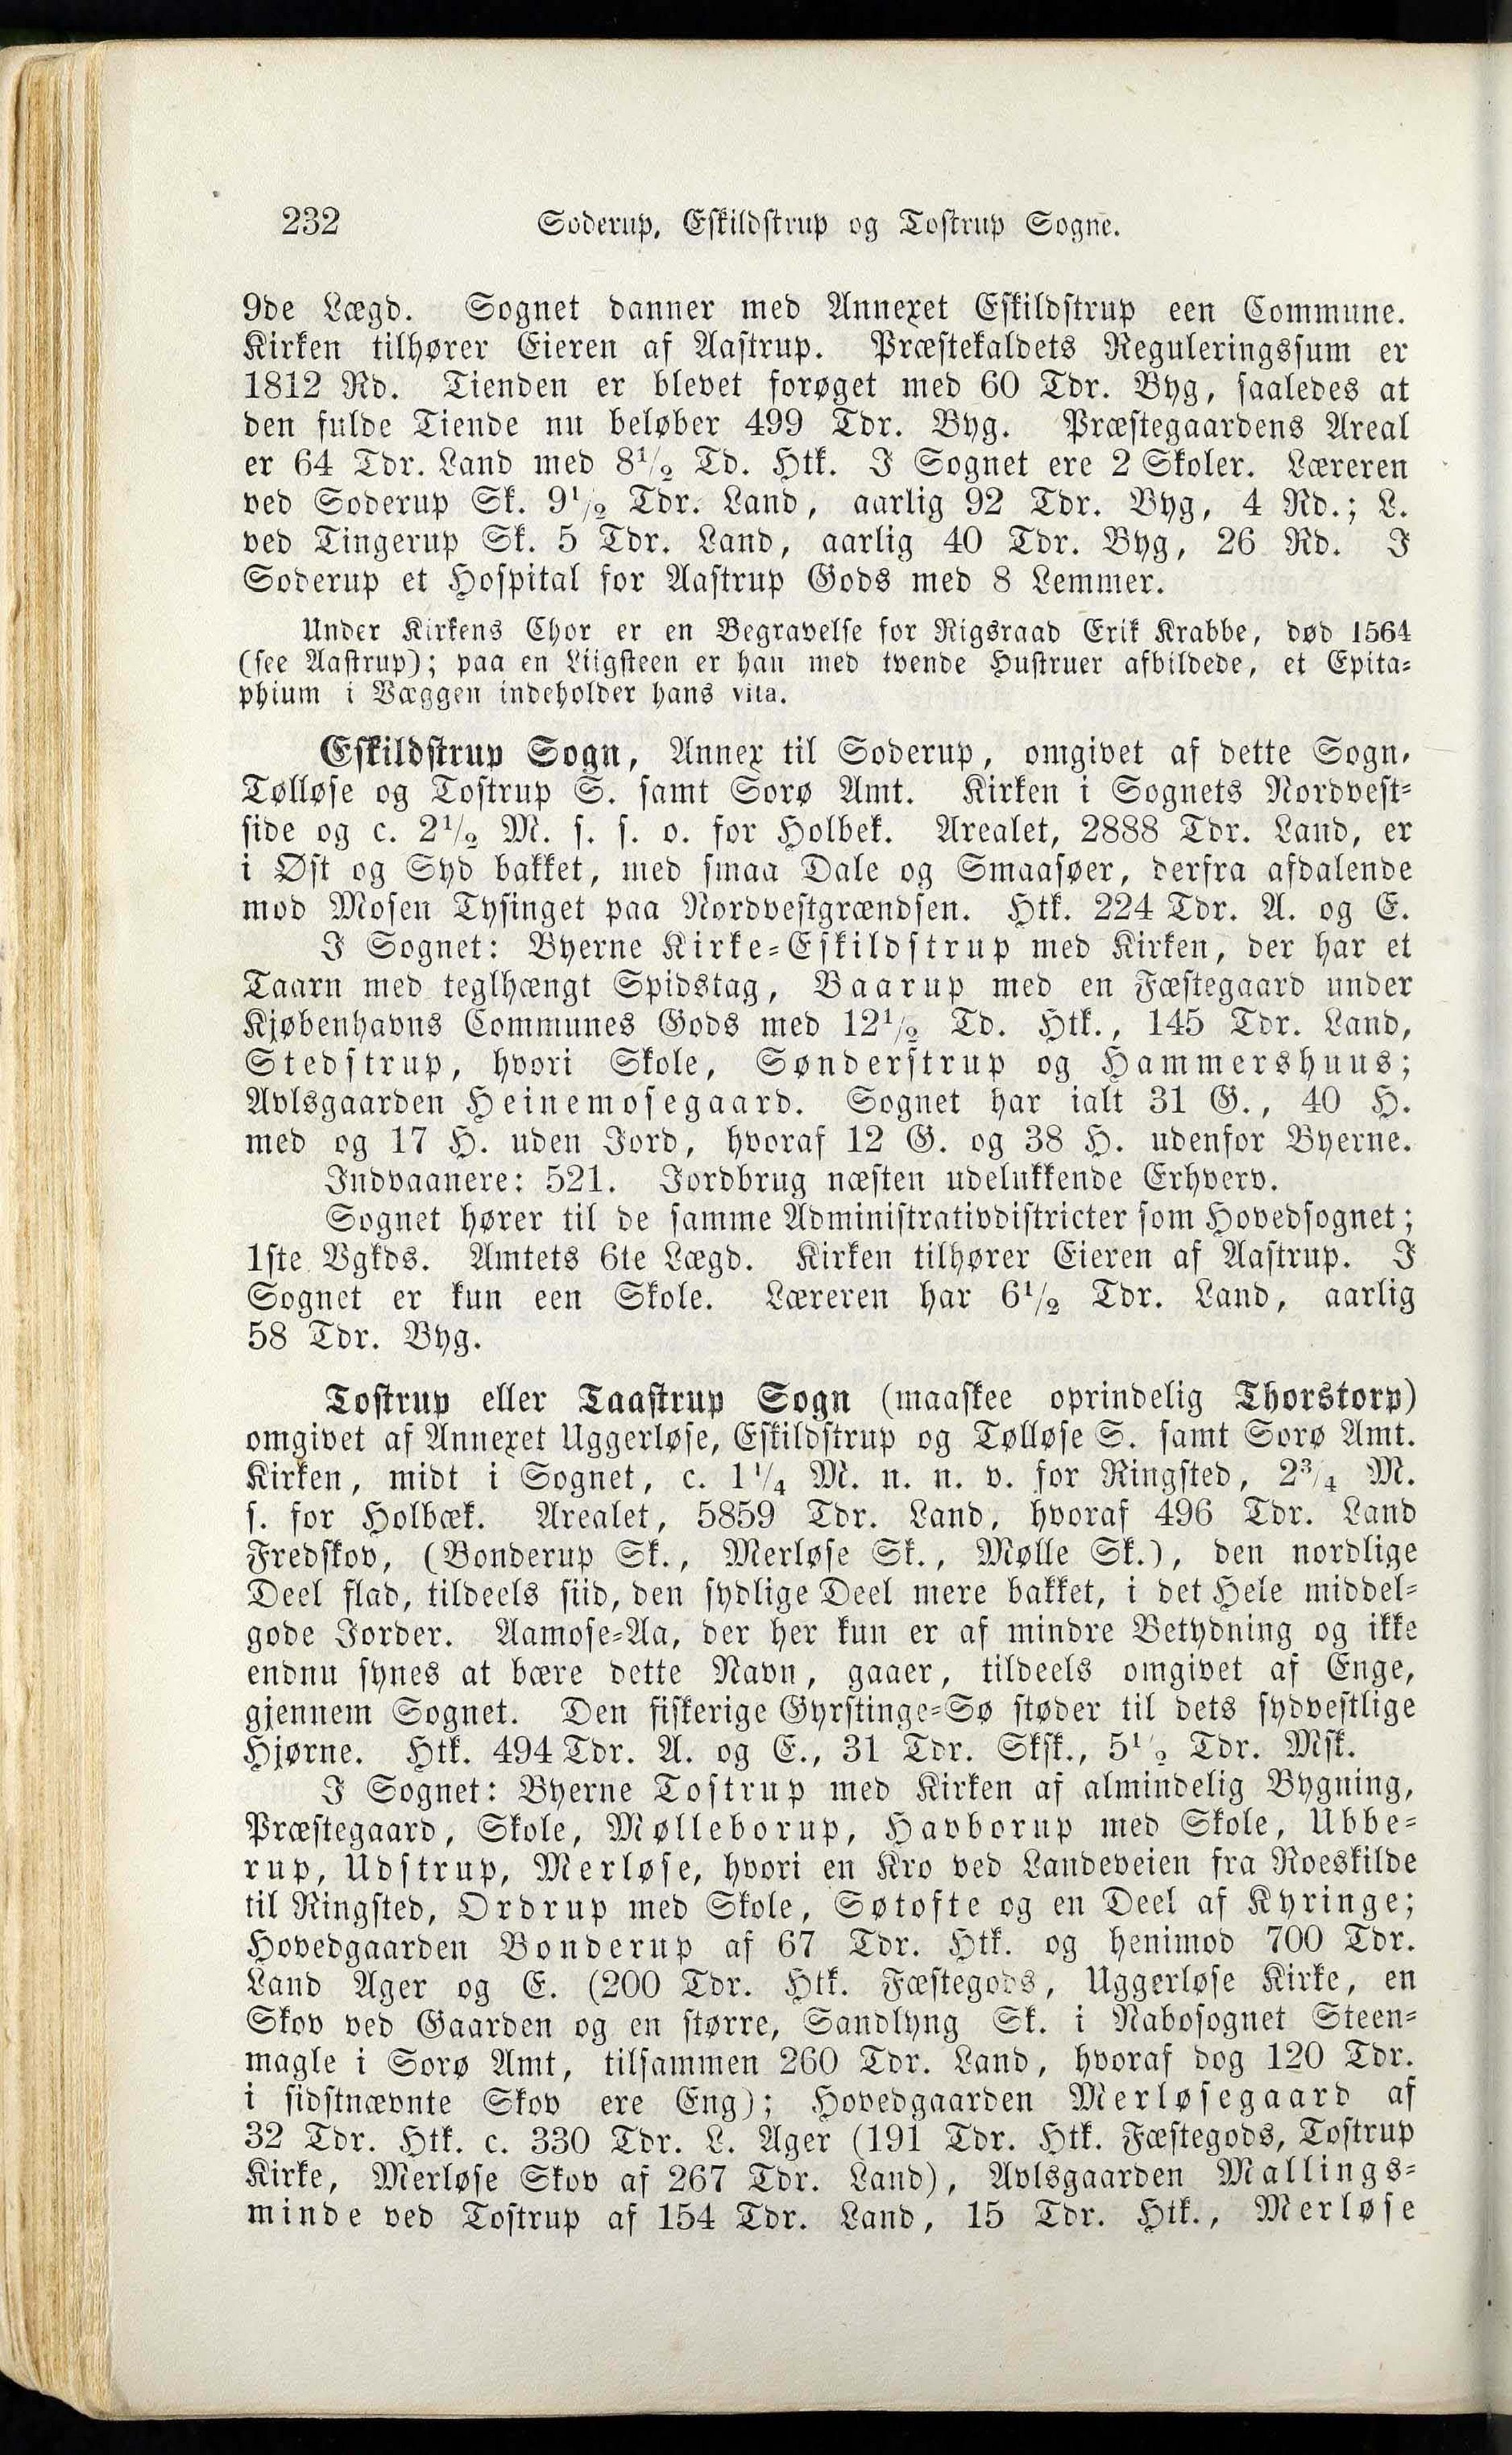 232 Soderup, Eskildstrup og Tostrup Sogne.
9de Lægd. Sognet danner med Annexet Eskildstrup een Commune.
Kirken tilhører Eieren af Aastrup. Præstekaldets Reguleringssum er
1812 Rd. Tienden er blevet forøget med 60 Tdr. Byg, saaledes at
den fulde Tiende nu beløber 499 Tdr. Byg. Præstegaardens Areal
er 64 Tdr. Land med 8½ Td. Htk. I Sognet ere 2 Skoler. Læreren
ved Soderup Sk. 9½ Tdr. Land, aarlig 92 Tdr. Byg, 4 Rd.; L.
ved Tingerup Sk. 5 Tdr. Land, aarlig 40 Tdr. Byg, 26 Rd. I
Soderup et Hospital for Aastrup Gods med 8 Lemmer.
Under Kirkens Chor er en Begravelse for Rigsraad Erik Krabbe, død 1564
(see Aastrup); paa en Liigsteen er han med tvende Hustruer afbildede, et Epita-
phium i Væggen indeholder hans vita.
Eskildstrup Sogn, Annex til Soderup, omgivet af dette Sogn,
Tølløse og Tostrup S. samt Sorø Amt. Kirken i Sognets Nordvest-
side og c. 2½ M. s. s. o. for Holbek. Arealet, 2888 Tdr. Land, er
i Øst og Syd bakket, med smaa Dale og Smaasøer, derfra afdalende
mod Mosen Tysinget paa Nordvestgrændsen. Htk. 224 Tdr. A. og E.
I Sognet: Byerne Kirke-Eskildstrup med Kirken, der har et
Taarn med teglhængt Spidstag, Baarup med en Fæstegaard under
Kjøbenhavns Communes Gods med 12½ Td. Htk., 145 Tdr. Land,
Stedstrup, hvori Skole, Sønderstrup og Hammershuus;
Avlsgaarden Heinemosegaard. Sognet har ialt 31 G., 40 H.
med og 17 H. uden Jord, hvoraf 12 G. og 38 H. udenfor Byerne.
Indvaanere: 521. Jordbrug næsten udelukkende Erhverv.
Sognet hører til de samme Administrativdistricter som Hovedsognet;
1ste Vgkds. Amtets 6te Lægd. Kirken tilhører Eieren af Aastrup. I
Sognet er kun een Skole. Læreren har 6½ Tdr. Land, aarlig
58 Tdr. Byg.
Tostrup eller Taastrup Sogn (maaskee oprindelig Thorstorp)
omgivet af Annexet Uggerløse, Eskildstrup og Tølløse S. samt Sorø Amt.
Kirken, midt i Sognet, c. 1¼ M. n. n. v. for Ringsted, 2¾ M.
s. for Holbæk. Arealet, 5859 Tdr. Land, hvoraf 496 Tdr. Land
Fredskov, (Bonderup Sk., Merløse Sk., Mølle Sk.), den nordlige
Deel flad, tildeels siid, den sydlige Deel mere bakket, i det Hele middel-
gode Jorder. Aamose-Aa, der her kun er af mindre Betydning og ikke
endnu synes at bære dette Navn, gaaer, tildeels omgivet af Enge,
gjennem Sognet. Den fiskerige Gyrstinge-Sø støder til dets sydvestlige
Hjørne. Htk. 494 Tdr. A. og E., 31 Tdr. Sksk., 5½ Tdr. Msk.
I Sognet: Byerne Tostrup med Kirken af almindelig Bygning,
Præstegaard, Skole, Mølleborup, Havborup med Skole, Ubbe-
rup, Udstrup, Merløse, hvori en Kro ved Landeveien fra Roeskilde
til Ringsted, Ordrup med Skole, Søtofte og en Deel af Kyringe;
Hovedgaarden Bonderup af 67 Tdr. Htk. og henimod 700 Tdr.
Land Ager og E. (200 Tdr. Htk. Fæstegods, Uggerløse Kirke, en
Skov ved Gaarden og en større, Sandlyng Sk. i Nabosognet Steen-
magle i Sorø Amt, tilsammen 260 Tdr. Land, hvoraf dog 120 Tdr.
i sidstnævnte Skov ere Eng); Hovedgaarden Merløsegaard af
32 Tdr. Htk. c. 330 Tdr. L. Ager (191 Tdr. Htk. Fæstegods, Tostrup
Kirke, Merløse Skov af 267 Tdr. Land), Avlsgaarden Mallings-
minde ved Tostrup af 154 Tdr. Land, 15 Tdr. Htk., Merløse